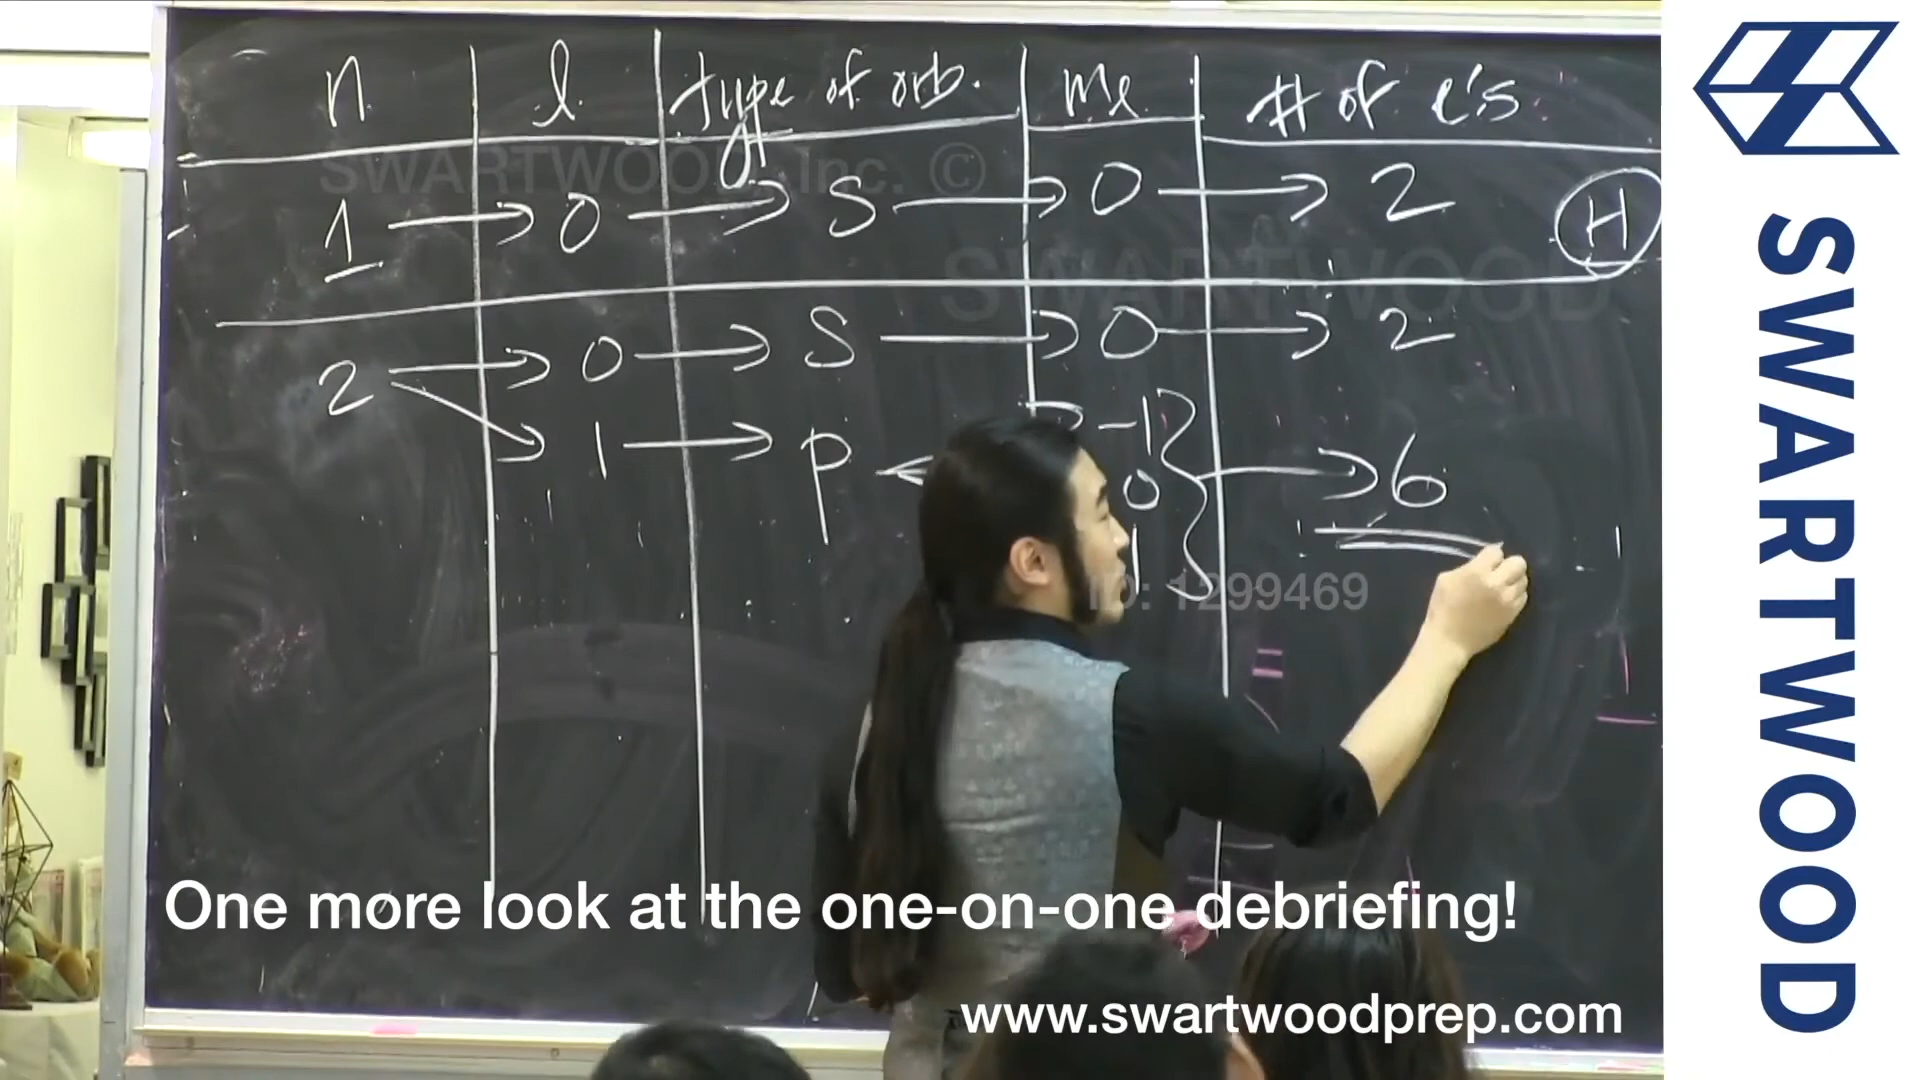 n l type of orb. ml # of e's
SWARTWOOD, Inc. ©
1 → 0 → S → 0 → 2 H
SWARTWOOD
2 → 0 → S → 0 → 2
→ 1 → p -1
0 → 6
1
ID: 1299469
One more look at the one-on-one debriefing!
www.swartwoodprep.com
SWARTWOOD